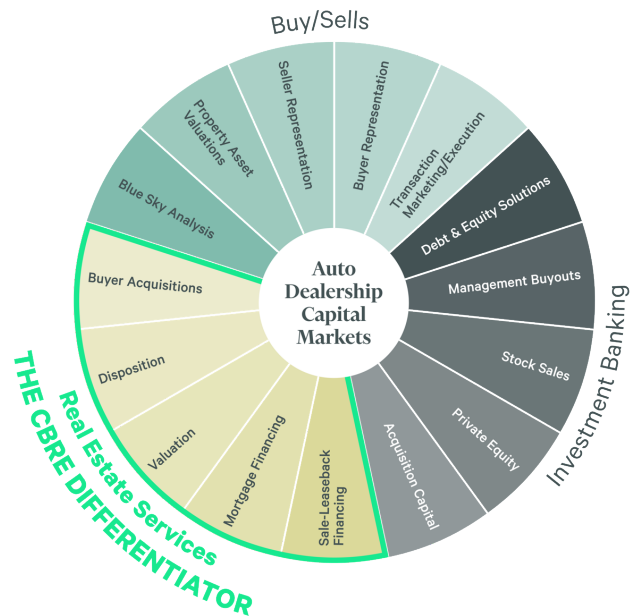 Buy/Sells
Blue Sky Analysis
Property Asset
Valuations
Seller Representation
Buyer Representation
Transaction
Marketing/Execution
Debt & Equity Solutions
Management Buyouts
Stock Sales
Private Equity
Acquisition Capital
Investment Banking
Auto
Dealership
Capital
Markets
Buyer Acquisitions
Disposition
Valuation
Mortgage Financing
Sale-Leaseback
Financing
Real Estate Services
THE CBRE DIFFERENTIATOR